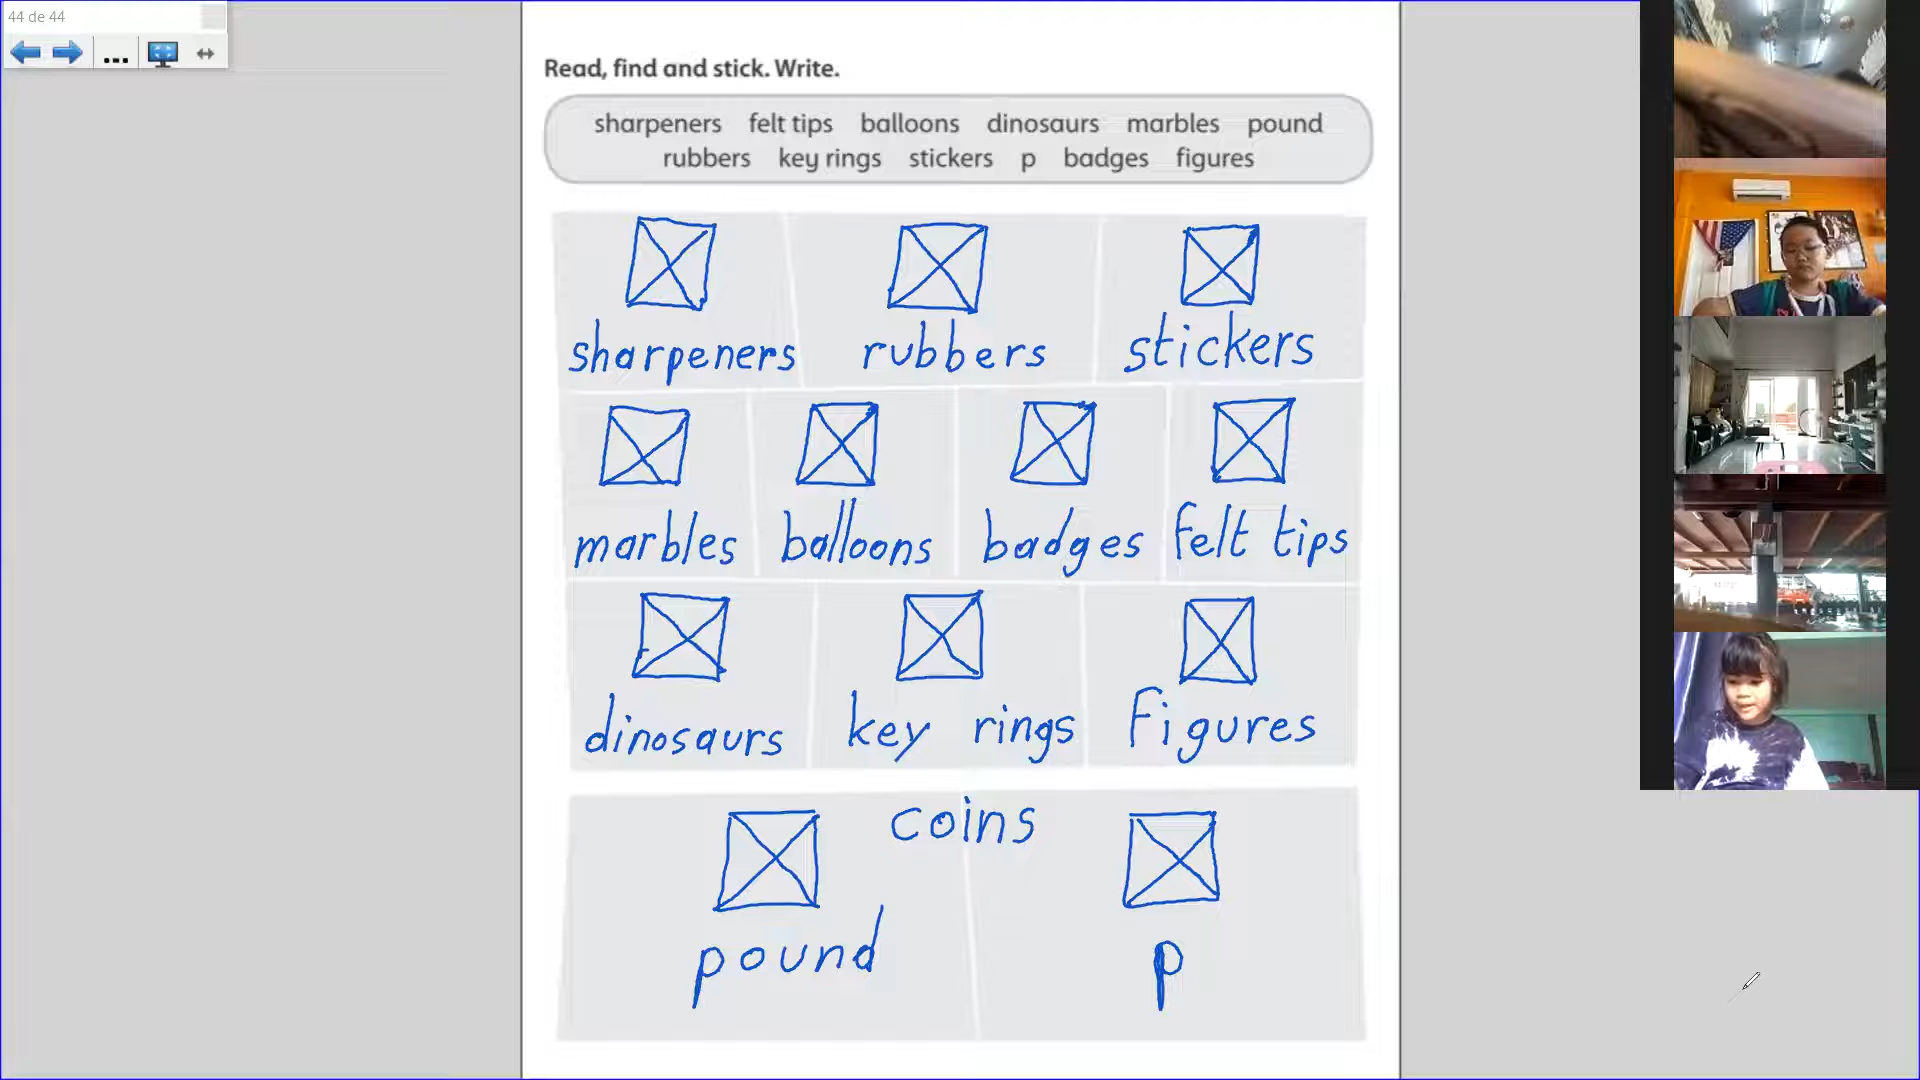 44 de 44
Read, find and stick. Write.
sharpeners felt tips balloons dinosaurs marbles pound
rubbers key rings stickers p badges figures
sharpeners rubbers stickers
marbles balloons badges felt tips
dinosaurs key rings figures
coins
pound p